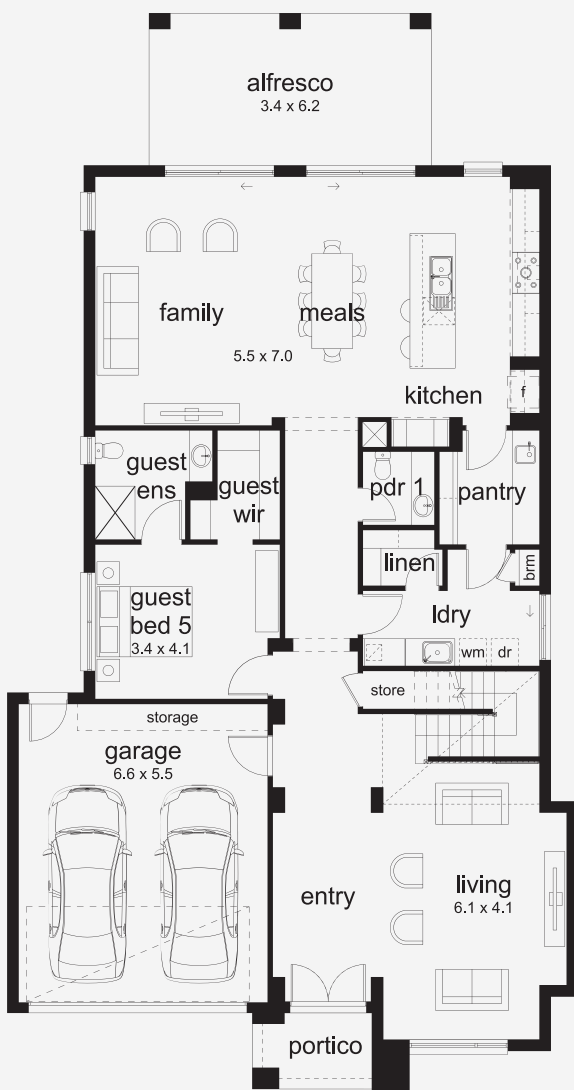 alfresco
3.4 x 6.2
family
meals
5.5 x 7.0
kitchen
f
guest
ens
guest
wir
pdr 1
pantry
linen
brm
guest
bed 5
3.4 x 4.1
ldry
wm
dr
store
storage
garage
6.6 x 5.5
entry
living
6.1 x 4.1
portico